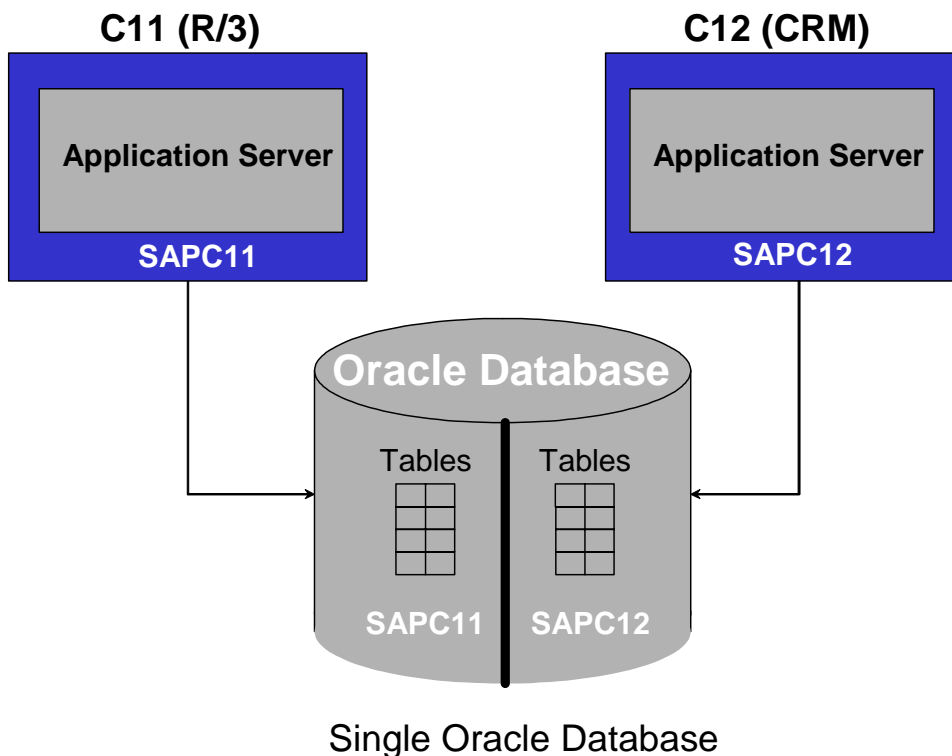 C11 (R/3)
C12 (CRM)
Application Server
SAPC11
Application Server
SAPC12
Oracle Database
Tables
Tables
SAPC11
SAPC12
Single Oracle Database